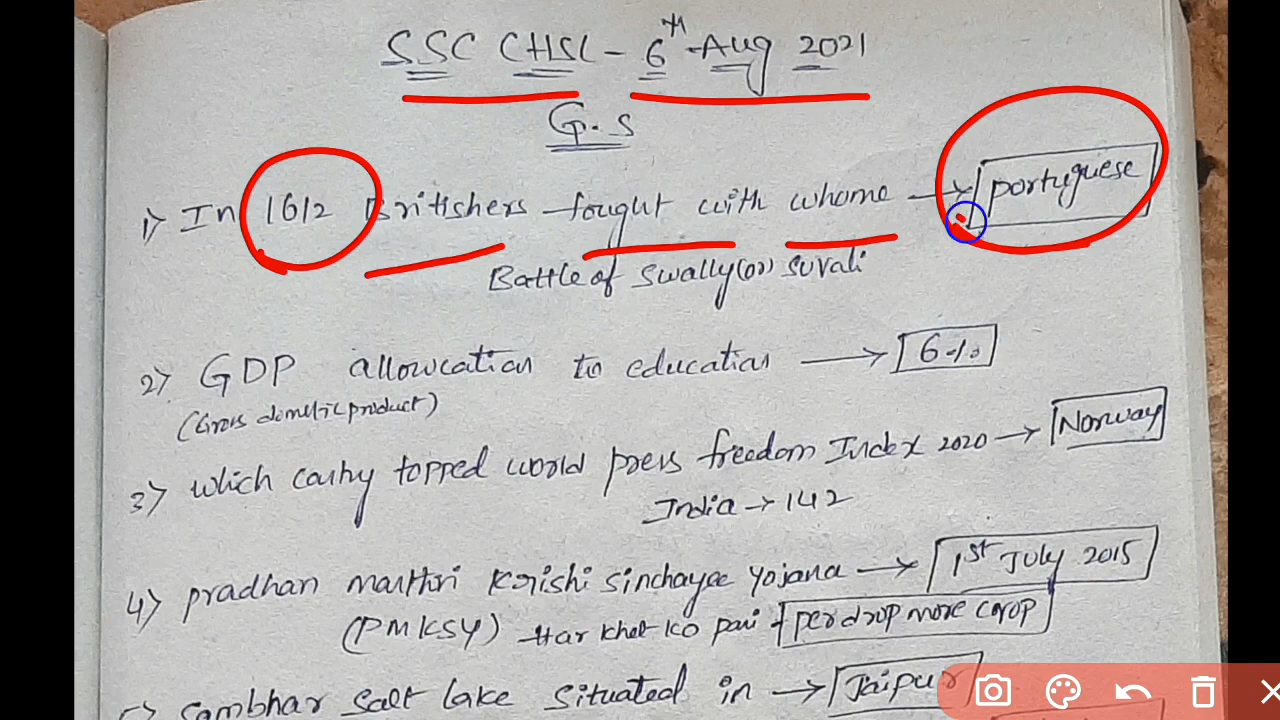 SSC CHSL - 6th Aug 2021
G.S
1) In 1612 Britishers fought with whome → portuguese
Battle of Swally (or) Suvali
2) GDP allowcation to education → 6%
(Gross domestic product)
3) which couhy topped world press freedom Index 2020 → Norway
India → 142
4) pradhan manthri Krishi sinchayee yojana → 1st July 2015
(PMKSY) Har khet ko pani + per drop more crop
5) Sambhar salt lake situated in → Jaipur